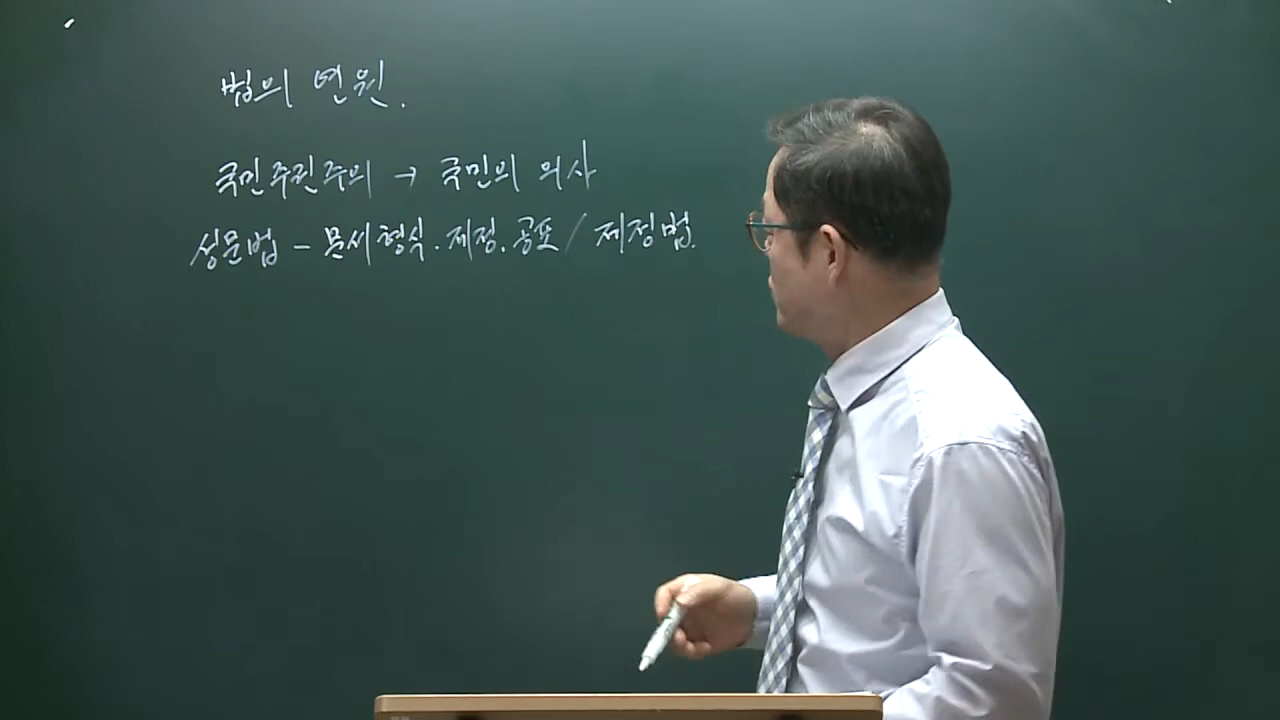 법의 연원.
국민주권주의 → 국민의 의사
성문법 - 문서형식. 제정. 공포 / 제정법.